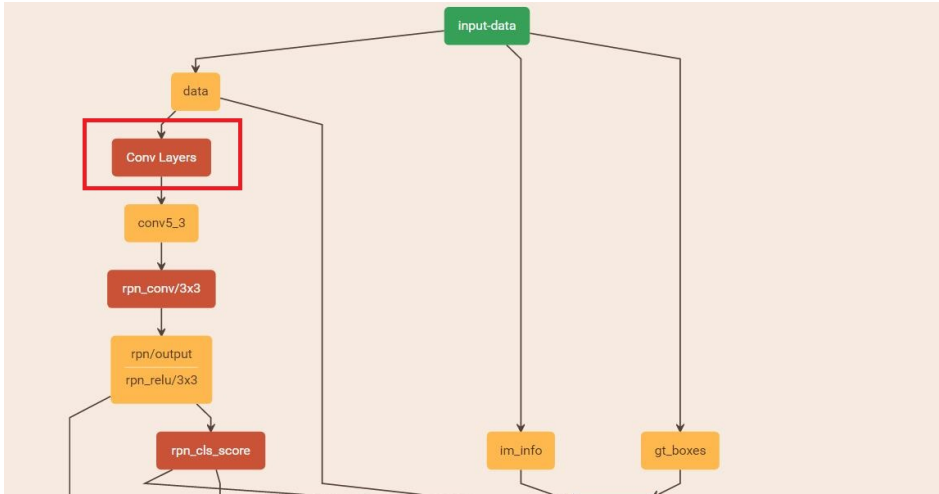 input-data
data
Conv Layers
conv5_3
rpn_conv/3x3
rpn/output
rpn_relu/3x3
rpn_cls_score
im_info
gt_boxes